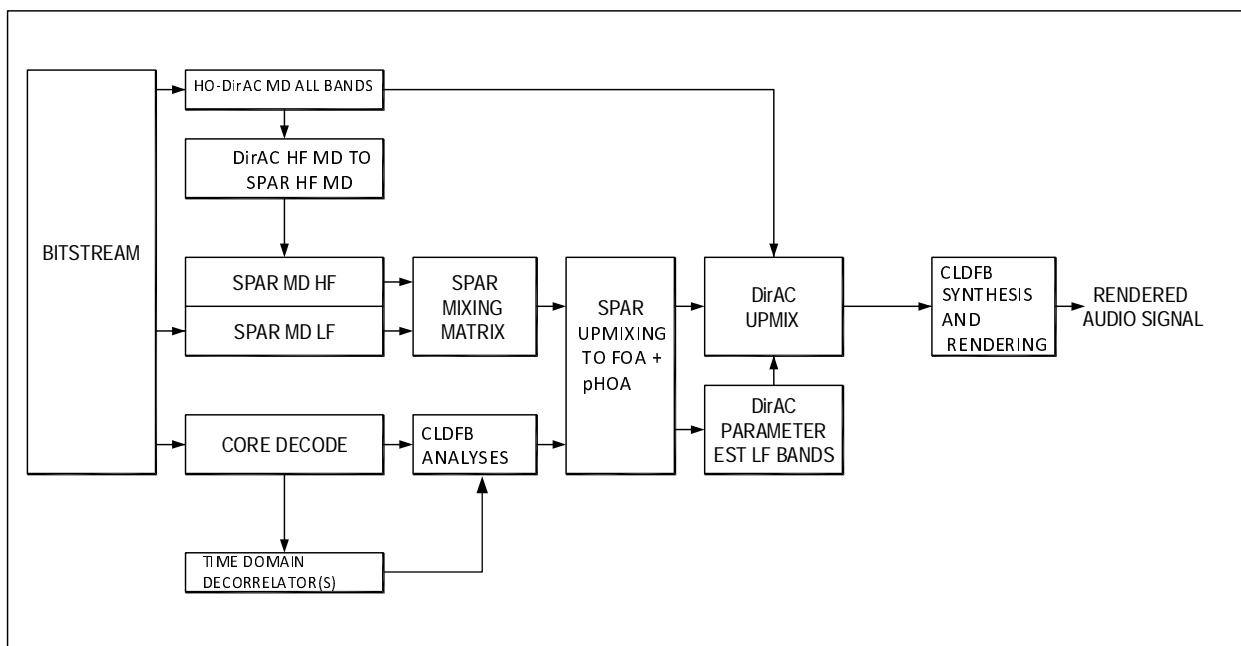 HO-DirAC MD ALL BANDS
DirAC HF MD TO
SPAR HF MD
BITSTREAM
SPAR MD HF
SPAR MD LF
SPAR
MIXING
MATRIX
SPAR
UPMIXING
TO FOA +
pHOA
DirAC
UPMIX
CLDFB
SYNTHESIS
AND
RENDERING
RENDERED
AUDIO SIGNAL
CORE DECODE
CLDFB
ANALYSES
DirAC
PARAMETER
EST LF BANDS
TIME DOMAIN
DECORRELATOR(S)